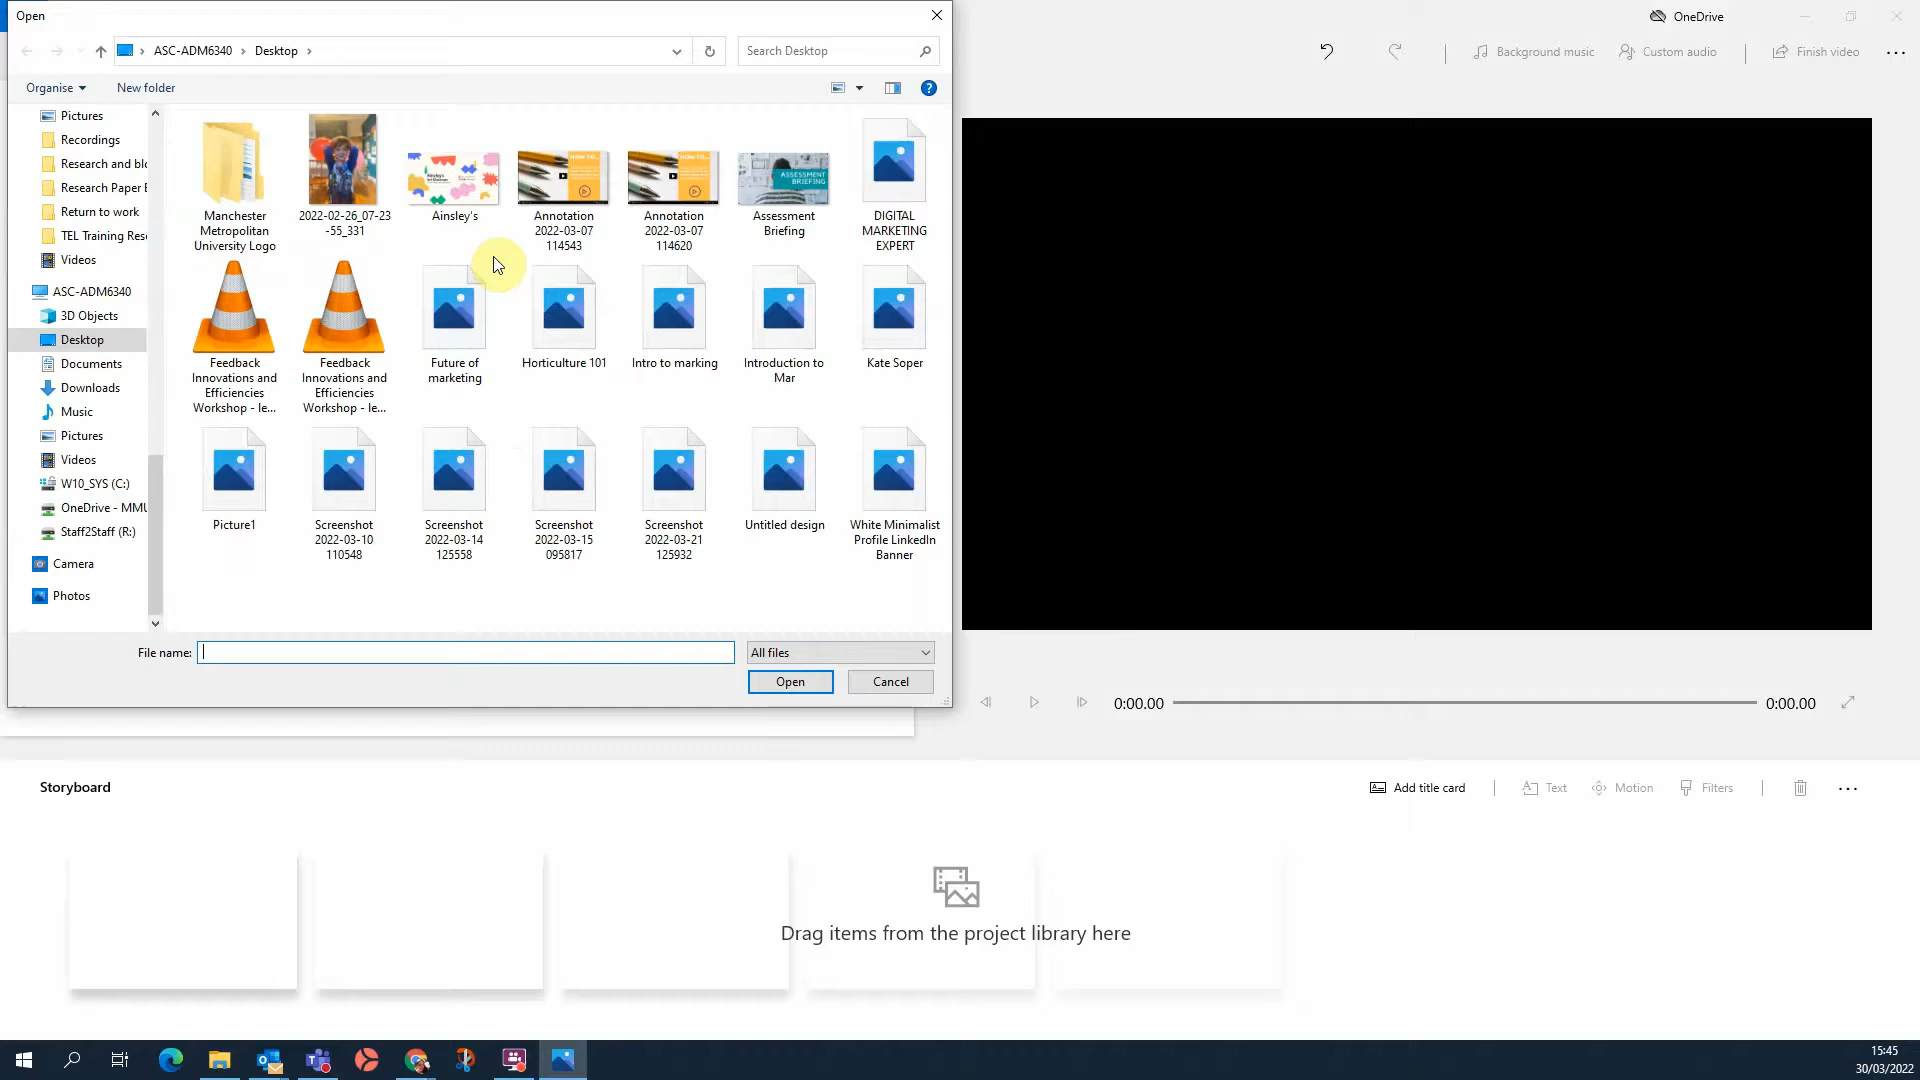 Open
OneDrive
ASC-ADM6340 Desktop
Search Desktop
Background music
Custom audio
Finish video
Organise
New folder
Pictures
Recordings
Research and blo
Research Paper E
Return to work
TEL Training Res
Videos
ASC-ADM6340
3D Objects
Desktop
Documents
Downloads
Music
Pictures
Videos
W10_SYS (C:)
OneDrive - MMU
Staff2Staff (R:)
Camera
Photos
Manchester
Metropolitan
University Logo
2022-02-26_07-23
-55_331
Ainsley's
HOW TO...
Annotation
2022-03-07
114543
HOW TO...
Annotation
2022-03-07
114620
ASSESSMENT
BRIEFING
Assessment
Briefing
DIGITAL
MARKETING
EXPERT
Feedback
Innovations and
Efficiencies
Workshop - le...
Feedback
Innovations and
Efficiencies
Workshop - le...
Future of
marketing
Horticulture 101
Intro to marking
Introduction to
Mar
Kate Soper
Picture1
Screenshot
2022-03-10
110548
Screenshot
2022-03-14
125558
Screenshot
2022-03-15
095817
Screenshot
2022-03-21
125932
Untitled design
White Minimalist
Profile LinkedIn
Banner
File name:
All files
Open
Cancel
0:00.00
0:00.00
Storyboard
Add title card
Text
Motion
Filters
Drag items from the project library here
15:45
30/03/2022